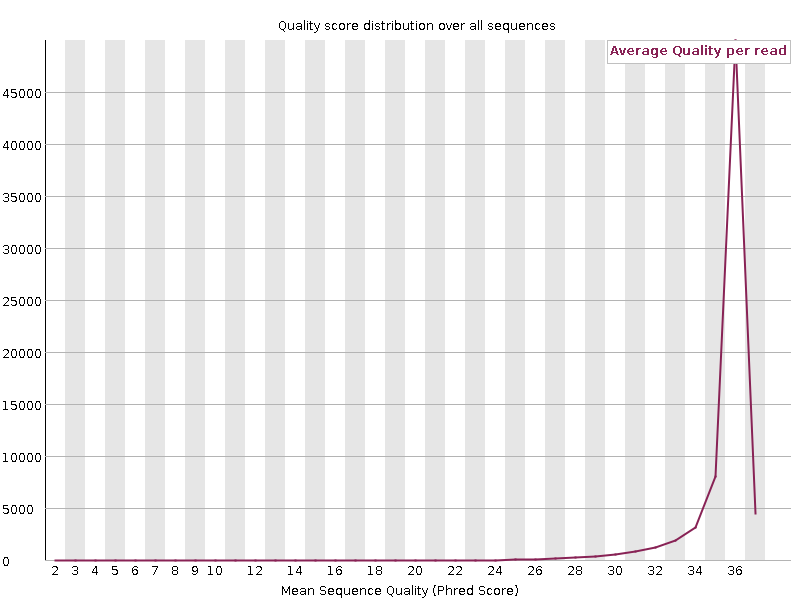 Quality score distribution over all sequences
Average Quality per read
45000
40000
35000
30000
25000
20000
15000
10000
5000
0
2 3 4 5 6 7 8 9 10 12 14 16 18 20 22 24 26 28 30 32 34 36
Mean Sequence Quality (Phred Score)